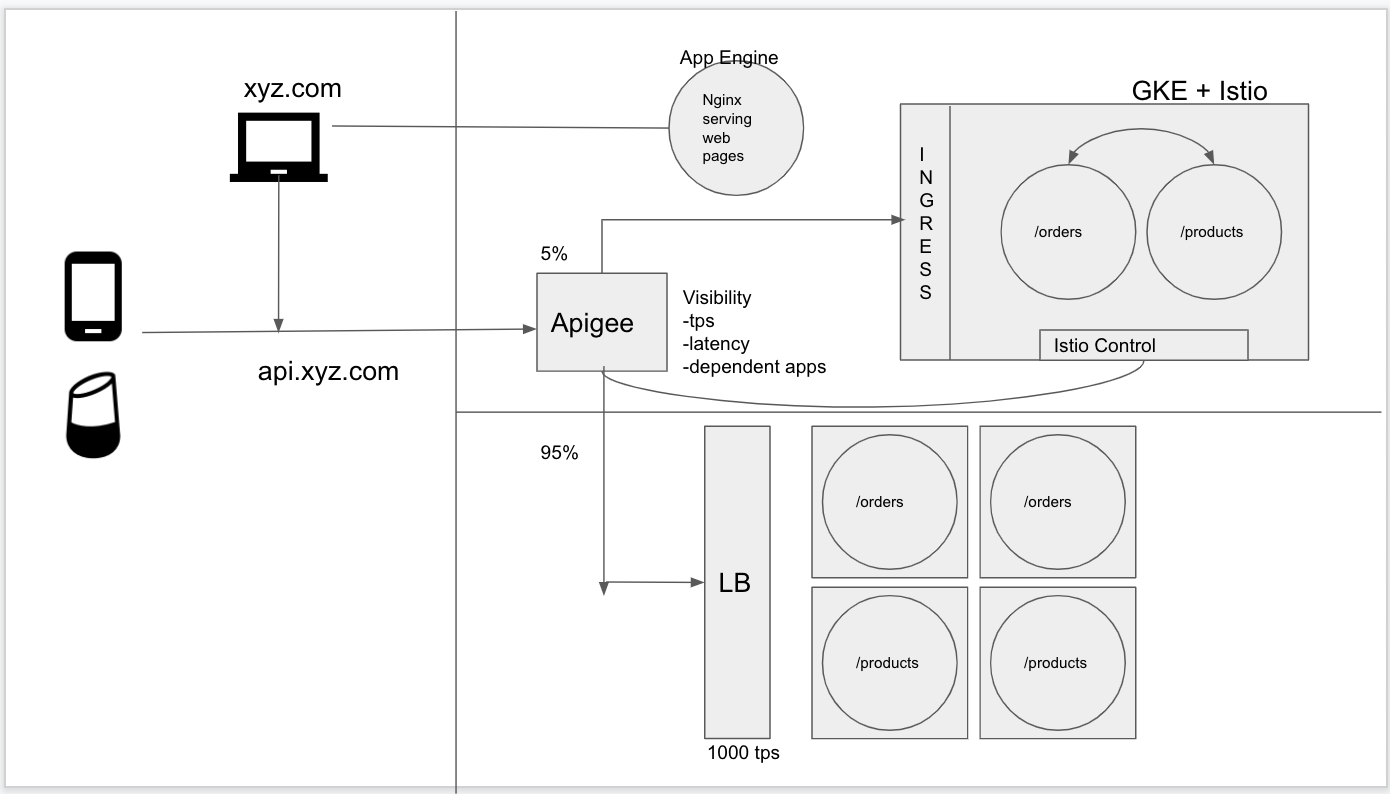 App Engine
xyz.com
GKE + Istio
Nginx
serving
web
pages
I
N
G
R
E
S
S
/orders
/products
5%
Apigee
Visibility
-tps
-latency
-dependent apps
Istio Control
api.xyz.com
95%
LB
/orders
/orders
/products
/products
1000 tps